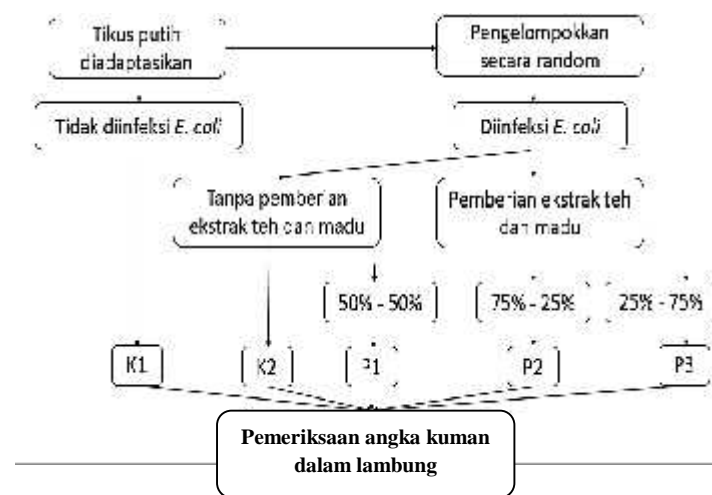 Tikus putih
diadaptasikan
Pengelompokkan
secara random
Tidak diinfeksi E. coli
Diinfeksi E. coli
Tanpa pemberian
ekstrak teh dan madu
Pemberian ekstrak teh
dan madu
50% - 50%
75% - 25%
25% - 75%
K1
K2
P1
P2
P3
Pemeriksaan angka kuman
dalam lambung